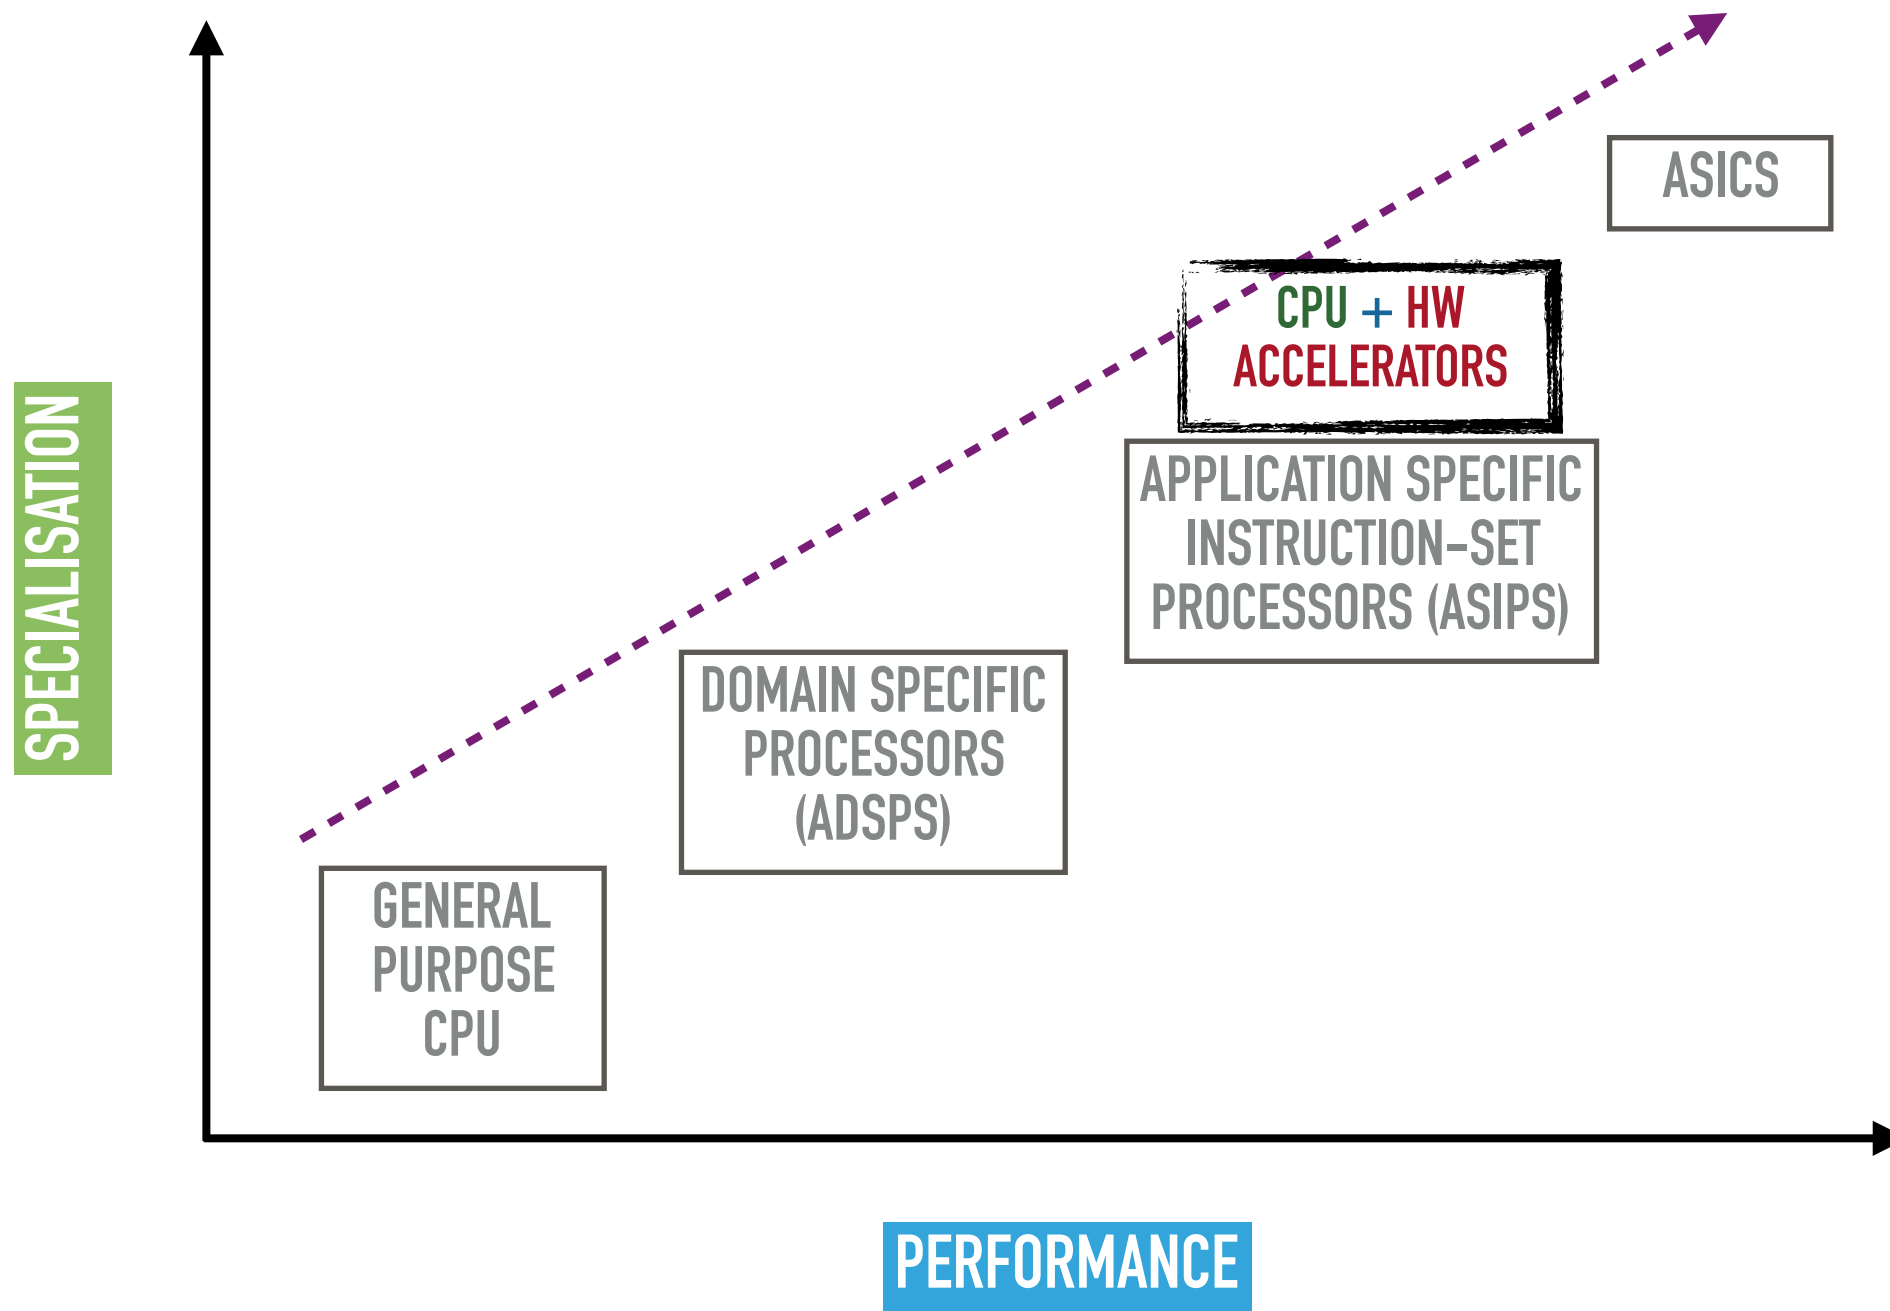 ASICS
CPU + HW
ACCELERATORS
APPLICATION SPECIFIC
INSTRUCTION-SET
PROCESSORS (ASIPS)
SPECIALISATION
DOMAIN SPECIFIC
PROCESSORS
(ADSPS)
GENERAL
PURPOSE
CPU
PERFORMANCE